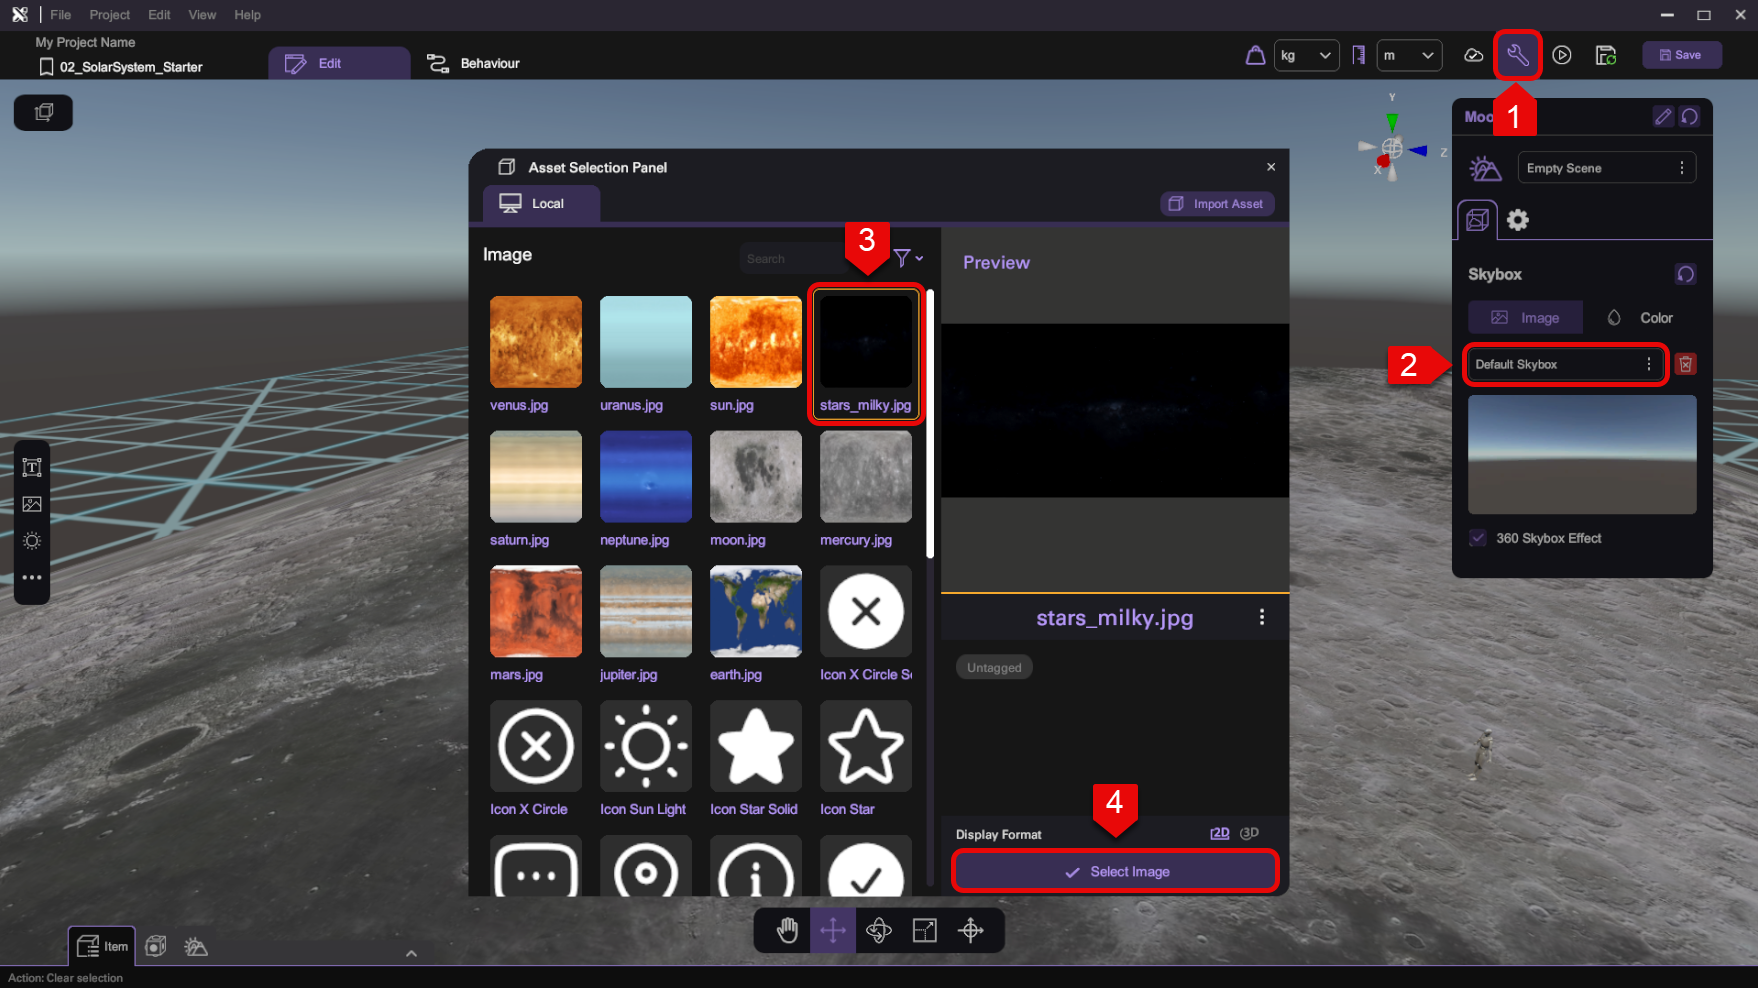 File Project Edit View Help
My Project Name
02_SolarSystem_Starter
Edit
Behaviour
kg
m
Save
1
Moo
Empty Scene
Skybox
Image
Color
2
Default Skybox
360 Skybox Effect
Y
Z
X
Asset Selection Panel
Local
Import Asset
Image
Search
3
Preview
venus.jpg
uranus.jpg
sun.jpg
stars_milky.jpg
saturn.jpg
neptune.jpg
moon.jpg
mercury.jpg
mars.jpg
jupiter.jpg
earth.jpg
Icon X Circle So
Icon X Circle
Icon Sun Light
Icon Star Solid
Icon Star
stars_milky.jpg
Untagged
4
Display Format
2D
3D
Select Image
Item
Action: Clear selection